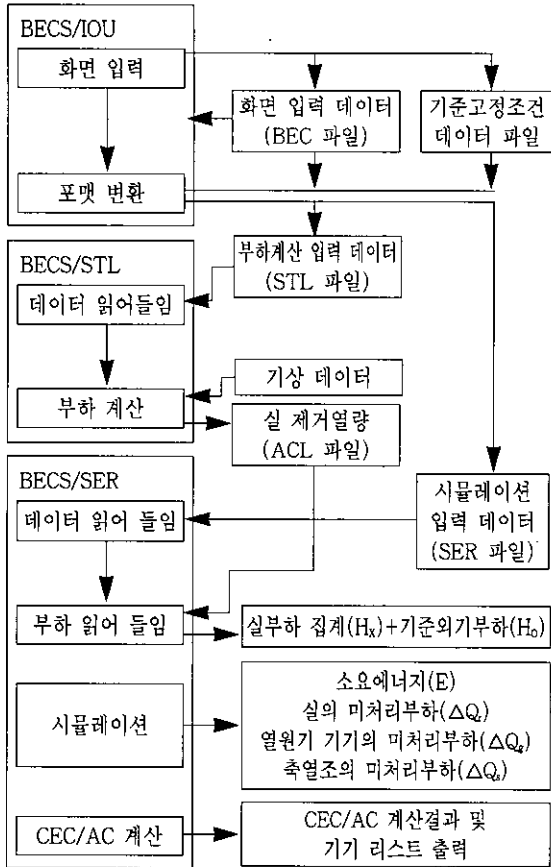 BECS/IOU
화면 입력
화면 입력 데이터
(BEC 파일)
기준고정조건
데이터 파일
포맷 변환
BECS/STL
부하계산 입력 데이터
(STL 파일)
데이터 읽어들임
기상 데이터
부하 계산
실 제거열량
(ACL 파일)
BECS/SER
데이터 읽어 들임
시뮬레이션
입력 데이터
(SER 파일)
부하 읽어 들임
실부하 집계(Hₓ)+기준외기부하(H₀)
시뮬레이션
소요에너지(E)
실의 미처리부하(ΔQ)
열원기 기기의 미처리부하(ΔQ)
축열조의 미처리부하(ΔQ)
CEC/AC 계산
CEC/AC 계산결과 및
기기 리스트 출력